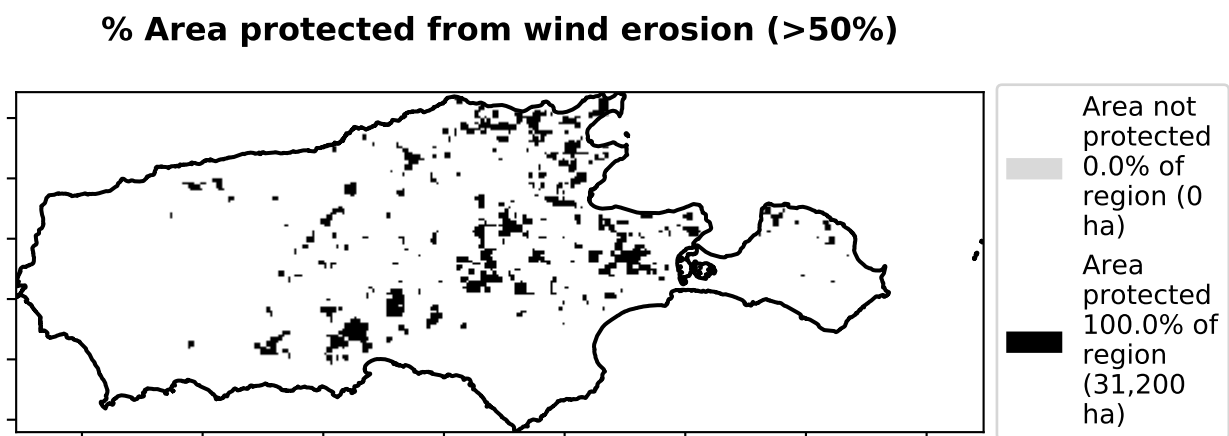 % Area protected from wind erosion (>50%)
Area not
protected
0.0% of
region (0
ha)
Area
protected
100.0% of
region
(31,200
ha)